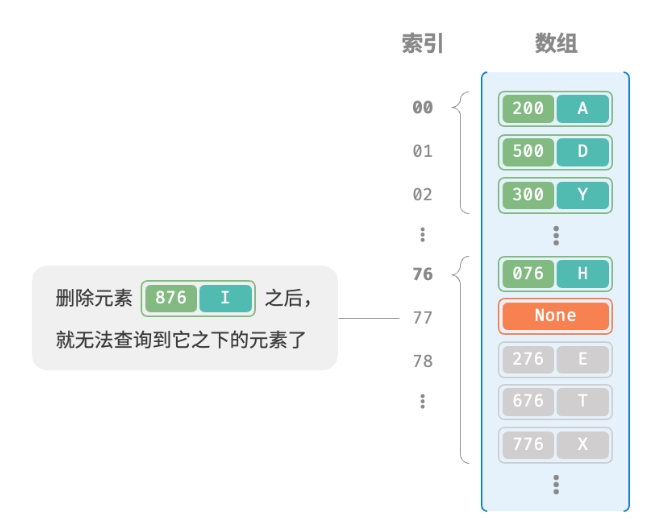 索引 数组
00 200 A
01 500 D
02 300 Y
76 076 H
删除元素 876 I 之后，
77 None
就无法查询到它之下的元素了
78 276 E
676 T
776 X